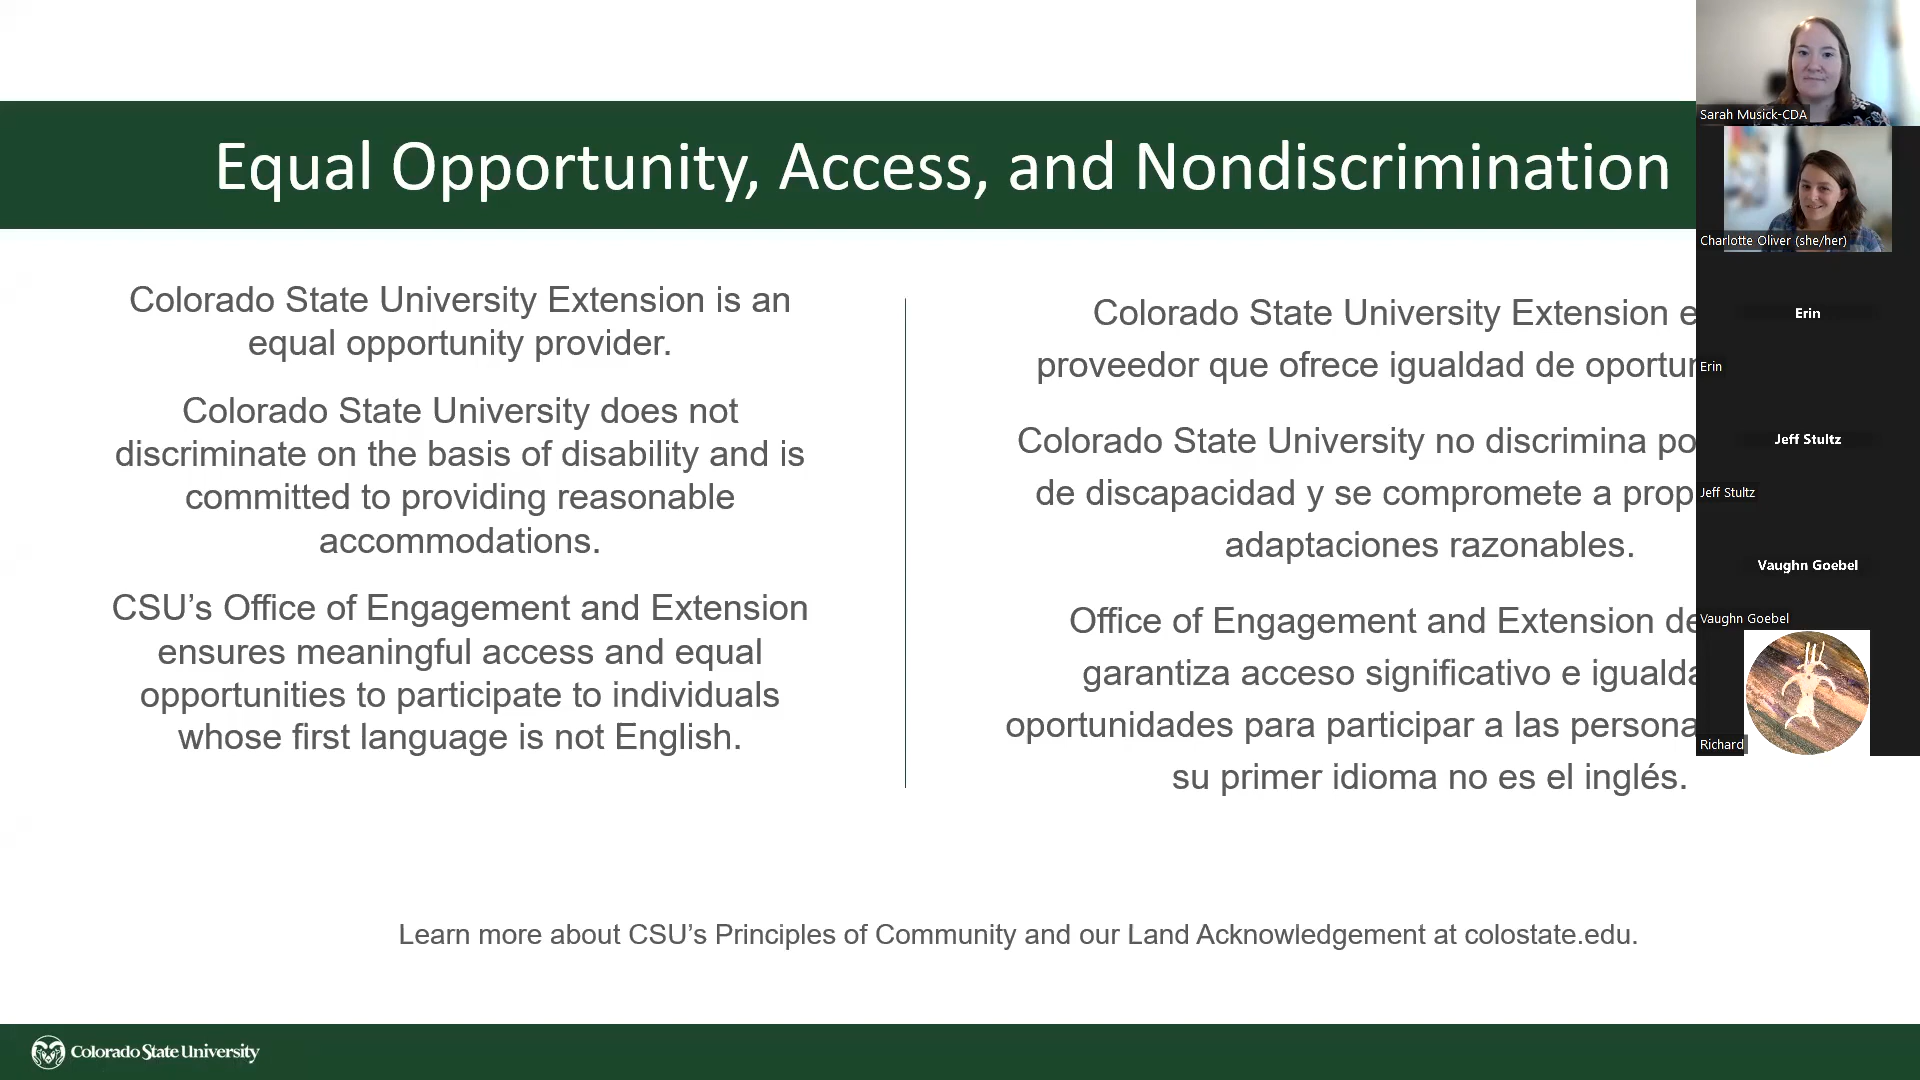 Equal Opportunity, Access, and Nondiscrimination
Colorado State University Extension is an
equal opportunity provider.
Colorado State University does not
discriminate on the basis of disability and is
committed to providing reasonable
accommodations.
CSU’s Office of Engagement and Extension
ensures meaningful access and equal
opportunities to participate to individuals
whose first language is not English.
Colorado State University Extension
proveedor que ofrece igualdad de
Colorado State University no discrimina
de discapacidad y se compromete a
adaptaciones razonables.
Office of Engagement and Extension
garantiza acceso significativo e
oportunidades para participar a las
su primer idioma no es el inglés.
Learn more about CSU’s Principles of Community and our Land Acknowledgement at colostate.edu.
Colorado State University
Sarah Musick-CDA
Charlotte Oliver (she/her)
Erin
Erin
Jeff Stultz
Jeff Stultz
Vaughn Goebel
Vaughn Goebel
Richard